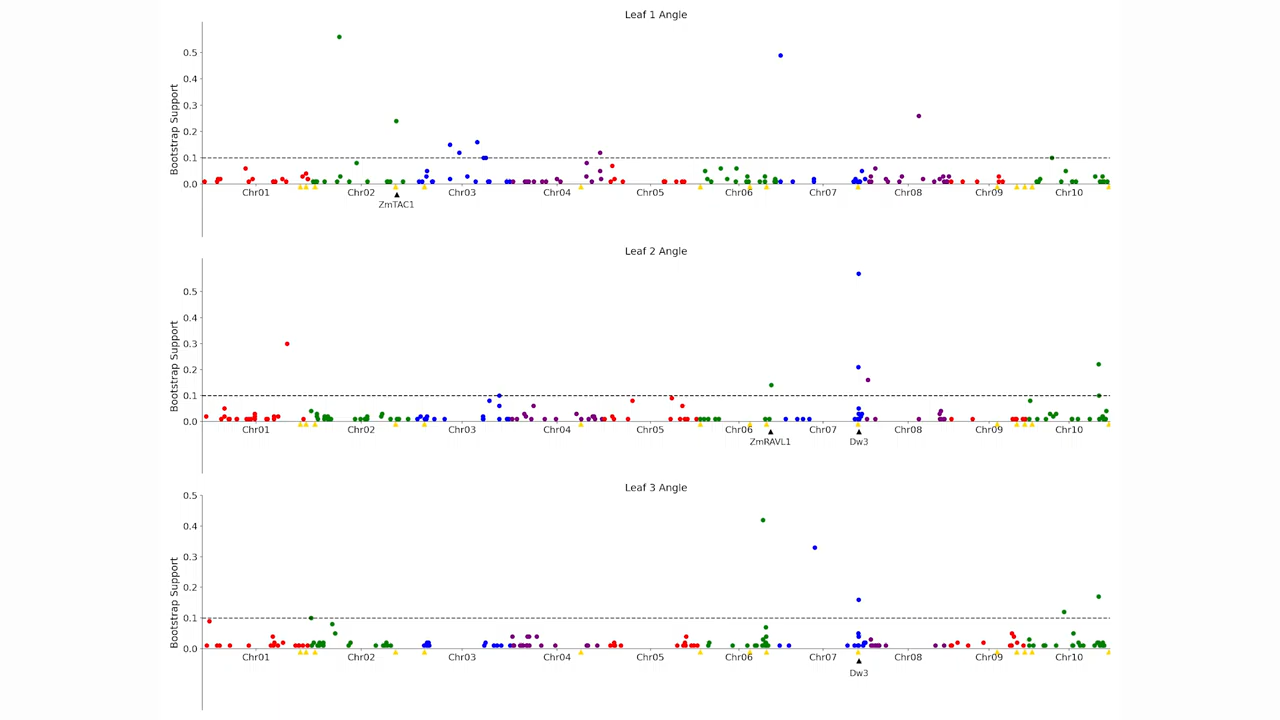 Leaf 1 Angle
Bootstrap Support
0.5
0.4
0.3
0.2
0.1
0.0
Chr01 Chr02 Chr03 Chr04 Chr05 Chr06 Chr07 Chr08 Chr09 Chr10
ZmTAC1
Leaf 2 Angle
Bootstrap Support
0.5
0.4
0.3
0.2
0.1
0.0
Chr01 Chr02 Chr03 Chr04 Chr05 Chr06 Chr07 Chr08 Chr09 Chr10
ZmRAVL1 Dw3
Leaf 3 Angle
Bootstrap Support
0.5
0.4
0.3
0.2
0.1
0.0
Chr01 Chr02 Chr03 Chr04 Chr05 Chr06 Chr07 Chr08 Chr09 Chr10
Dw3